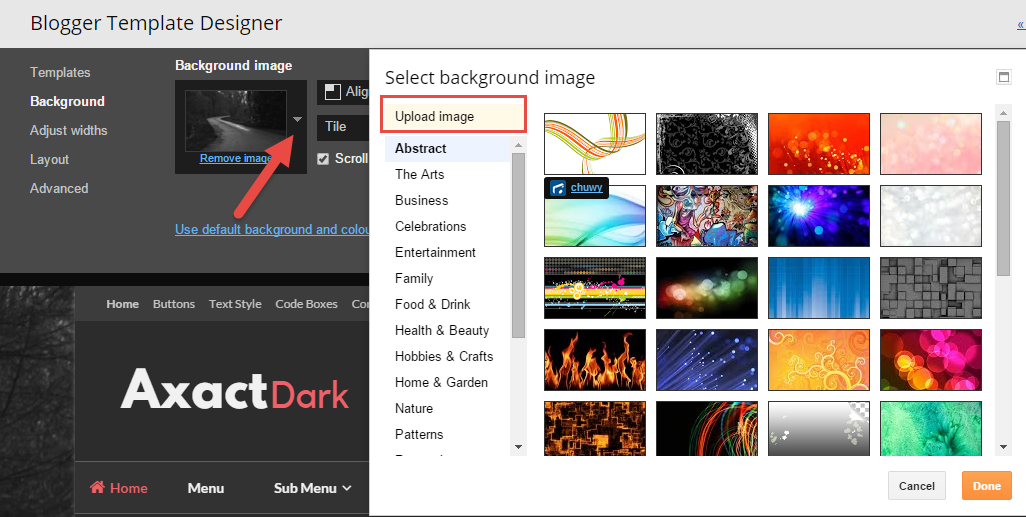 Blogger Template Designer
«
Templates
Background
Adjust widths
Layout
Advanced
Background image
Remove image
Alig
Tile
Scroll
Use default background and colou
Select background image
Upload image
Abstract
The Arts
Business
Celebrations
Entertainment
Family
Food & Drink
Health & Beauty
Hobbies & Crafts
Home & Garden
Nature
Patterns
chuwy
Cancel
Done
Home Buttons Text Style Code Boxes Co
AxactDark
Home Menu Sub Menu